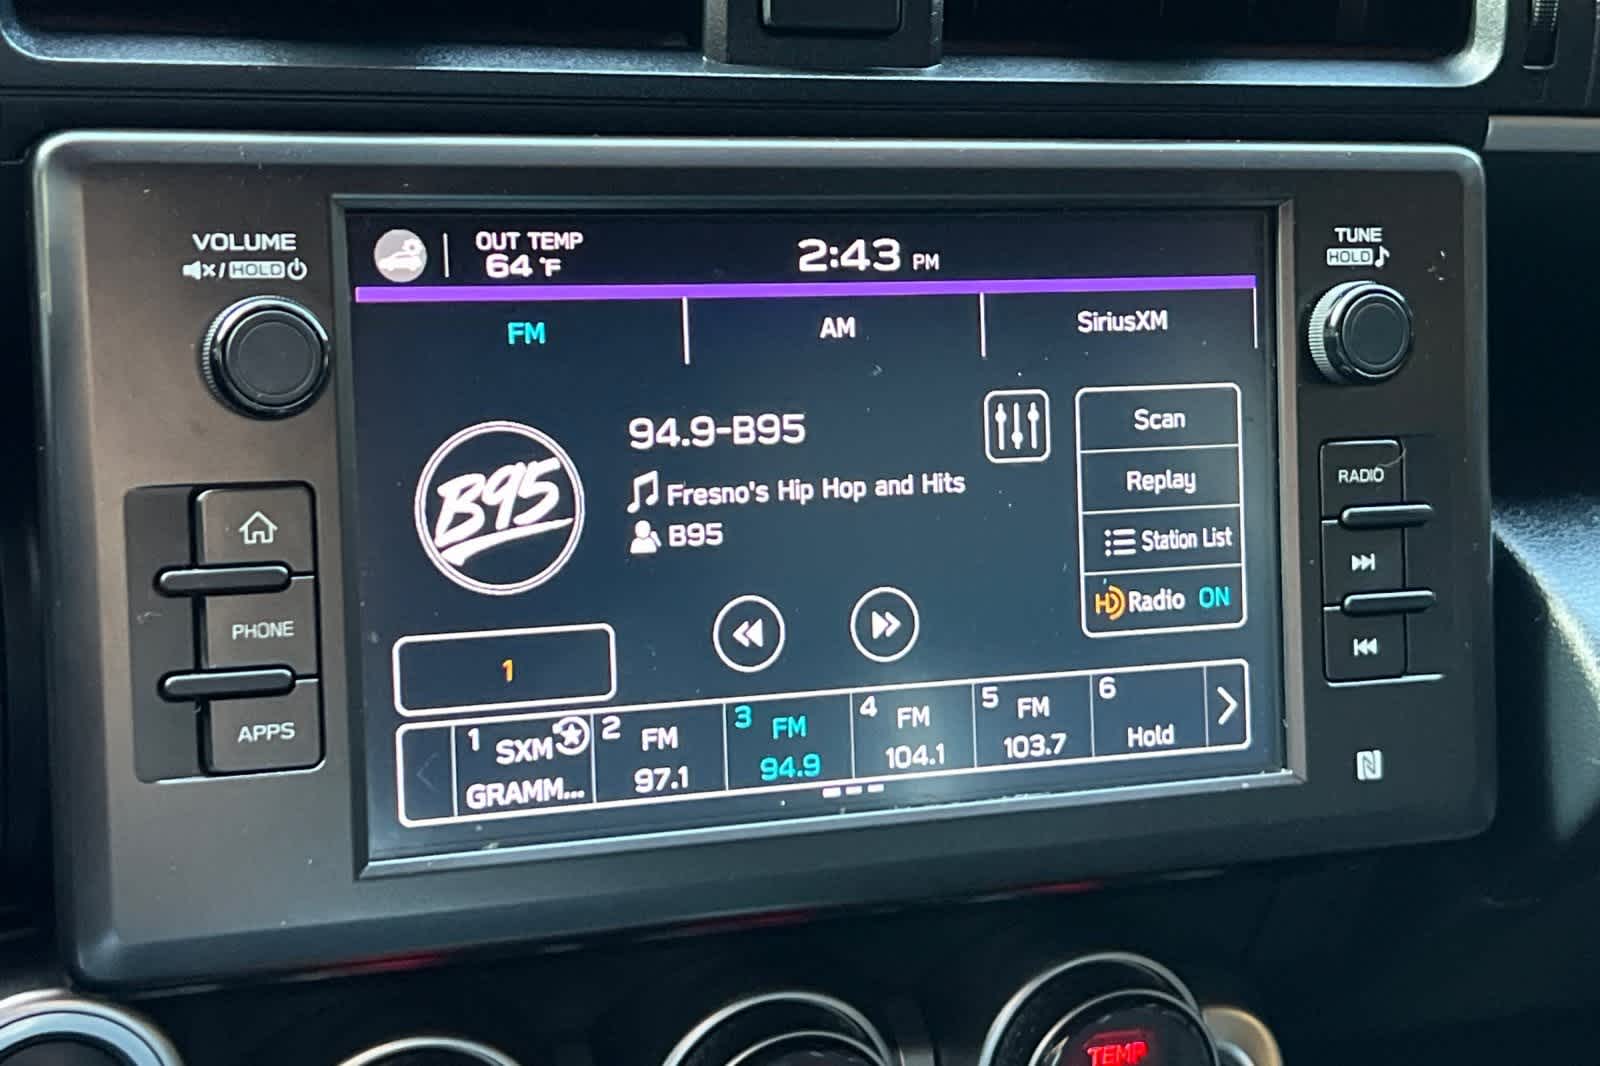 VOLUME
HOLD
OUT TEMP
64 °F
2:43 PM
TUNE
HOLD
FM
AM
SiriusXM
B95
94.9-B95
Fresno's Hip Hop and Hits
B95
Scan
Replay
Station List
HD Radio ON
RADIO
PHONE
APPS
1
1 SXM
GRAMM...
2 FM
97.1
3 FM
94.9
4 FM
104.1
5 FM
103.7
6
Hold
TEMP